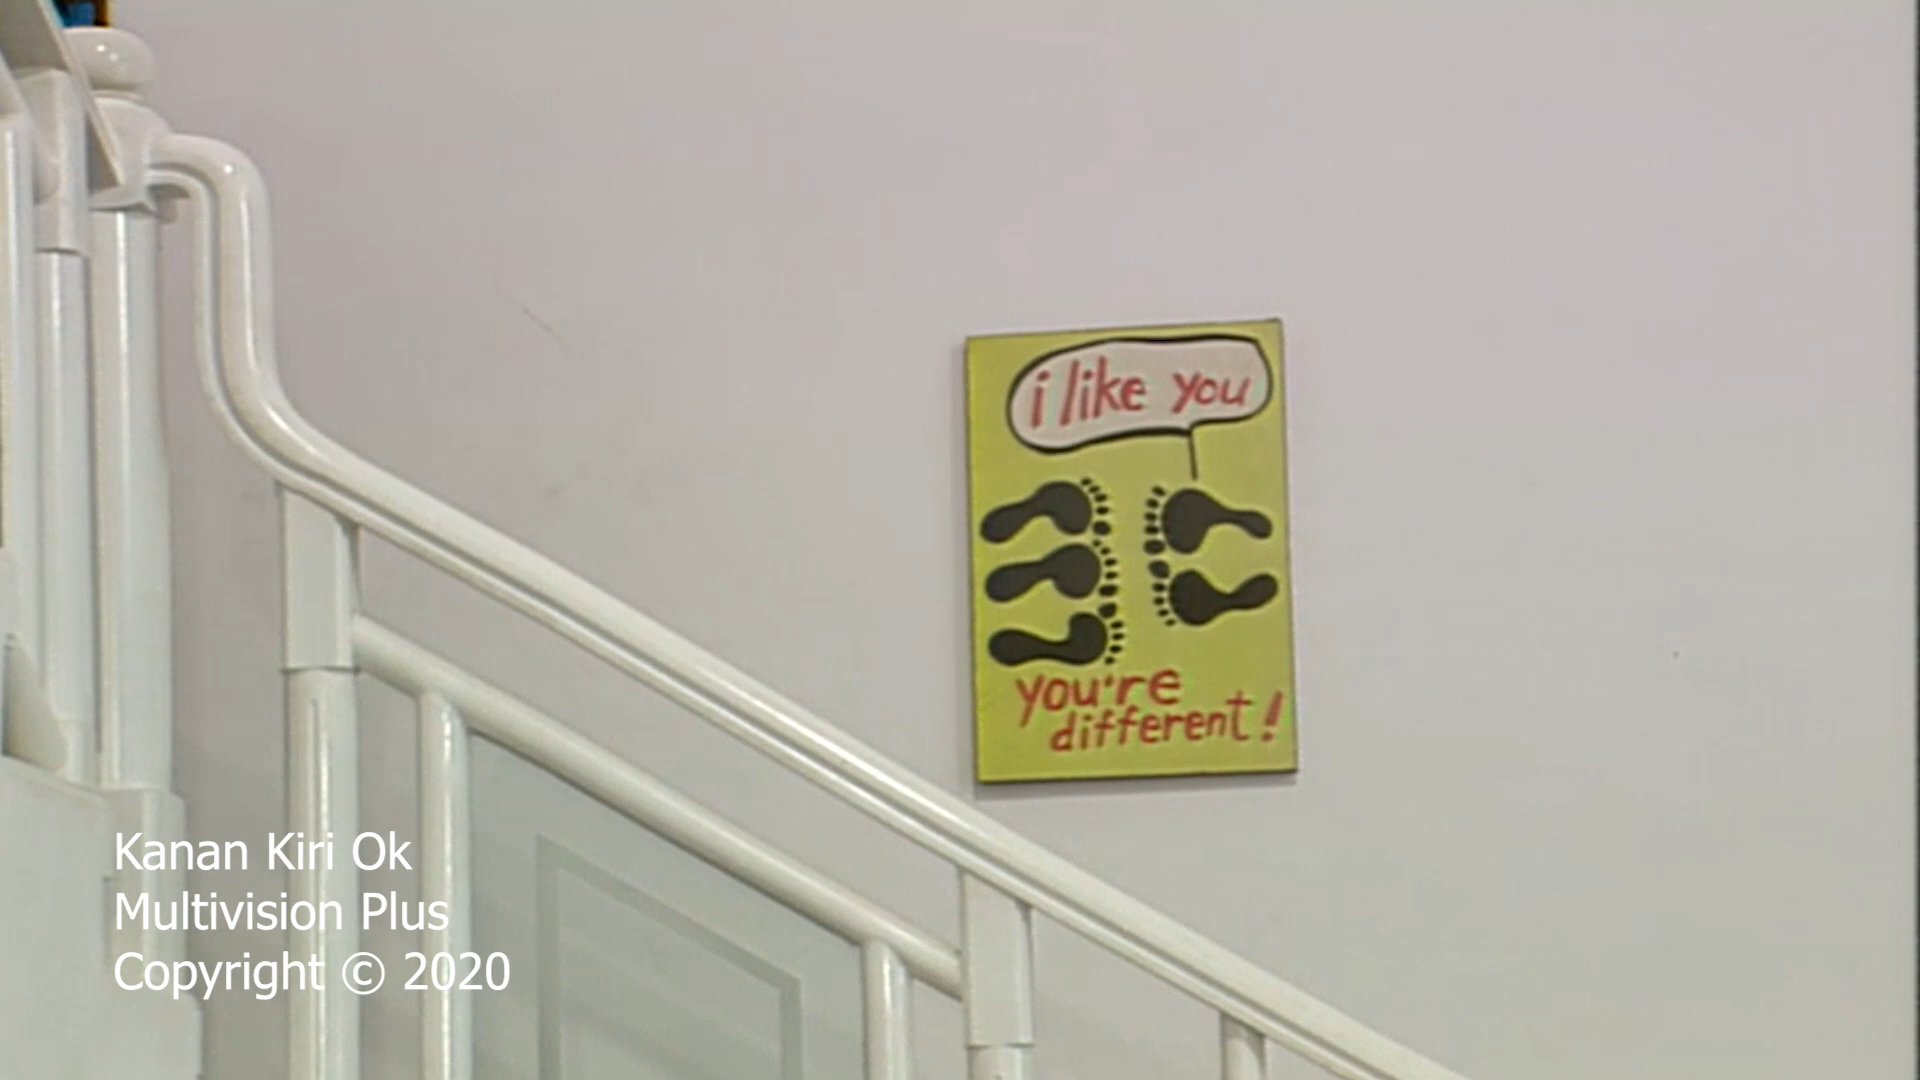 i like you
you're
different!
Kanan Kiri Ok
Multivision Plus
Copyright © 2020